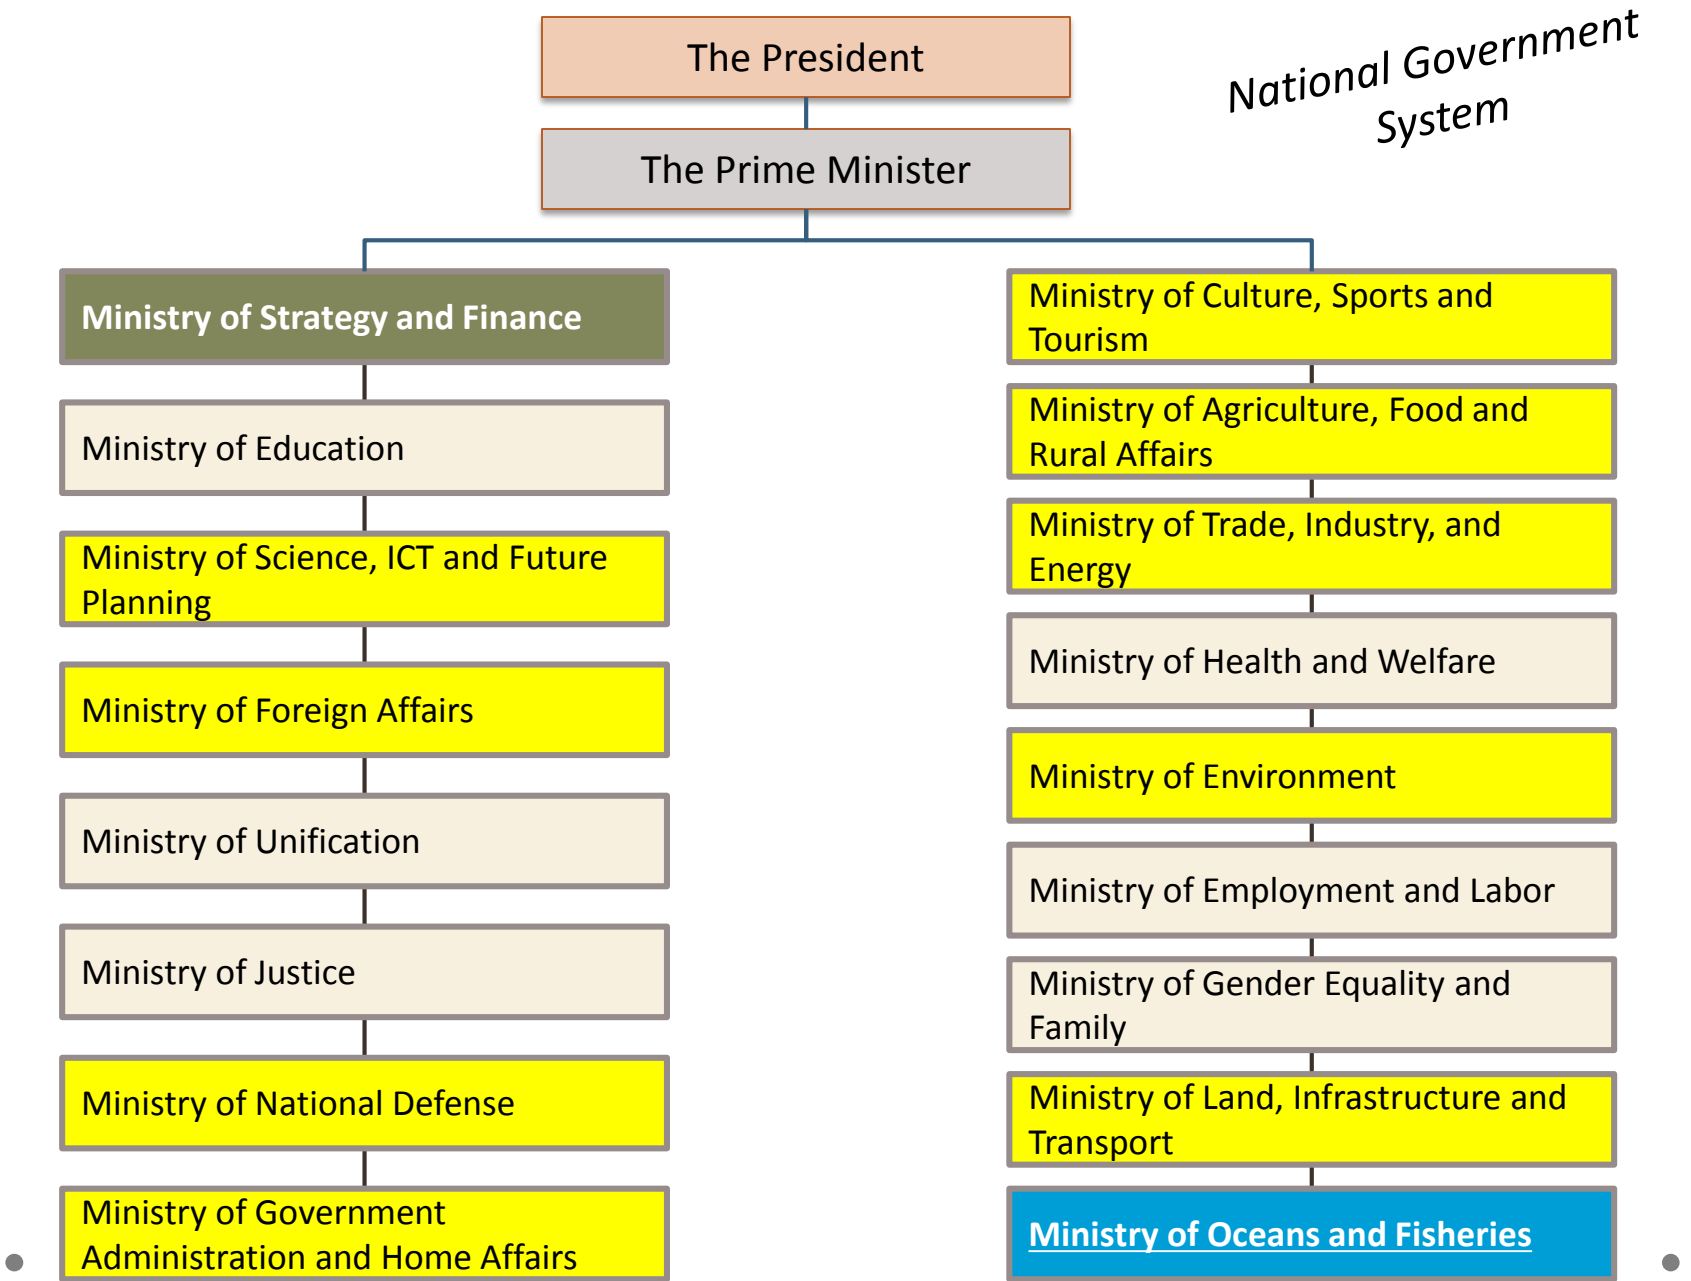 The President
National Government
System
The Prime Minister
Ministry of Strategy and Finance
Ministry of Education
Ministry of Science, ICT and Future
Planning
Ministry of Foreign Affairs
Ministry of Unification
Ministry of Justice
Ministry of National Defense
Ministry of Government
Administration and Home Affairs
Ministry of Culture, Sports and
Tourism
Ministry of Agriculture, Food and
Rural Affairs
Ministry of Trade, Industry, and
Energy
Ministry of Health and Welfare
Ministry of Environment
Ministry of Employment and Labor
Ministry of Gender Equality and
Family
Ministry of Land, Infrastructure and
Transport
Ministry of Oceans and Fisheries